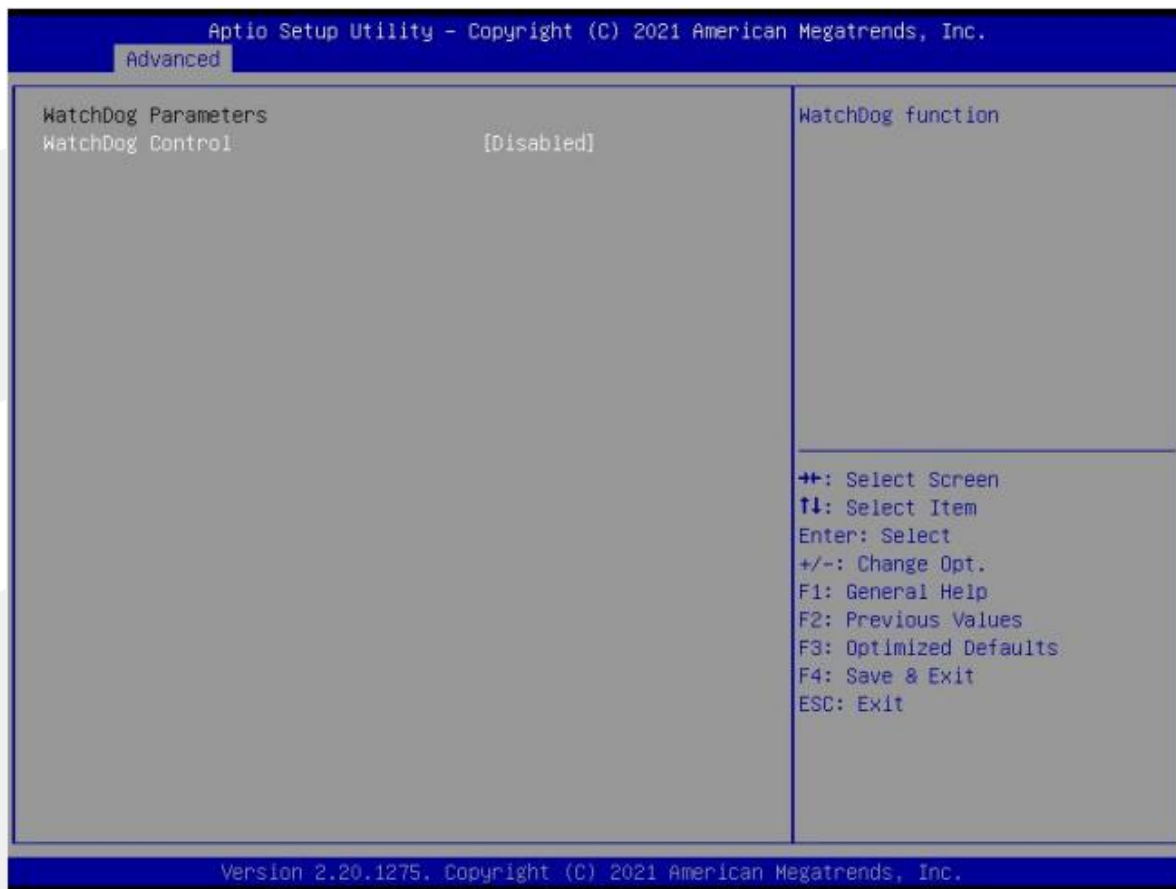 Aptio Setup Utility – Copyright (C) 2021 American Megatrends, Inc.
Advanced
WatchDog Parameters
WatchDog Control [Disabled]
WatchDog function
→←: Select Screen
↑↓: Select Item
Enter: Select
+/-: Change Opt.
F1: General Help
F2: Previous Values
F3: Optimized Defaults
F4: Save & Exit
ESC: Exit
Version 2.20.1275. Copyright (C) 2021 American Megatrends, Inc.